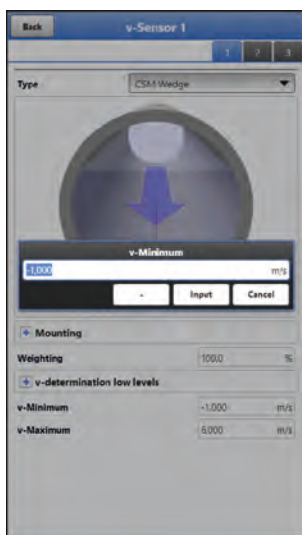 Back
v-Sensor 1
1 2 3
Type CSM Wedge
v-Minimum
-1,000 m/s
- Input Cancel
+ Mounting
Weighting 100.0 %
+ v-determination low levels
v-Minimum -1.000 m/s
v-Maximum 6.000 m/s